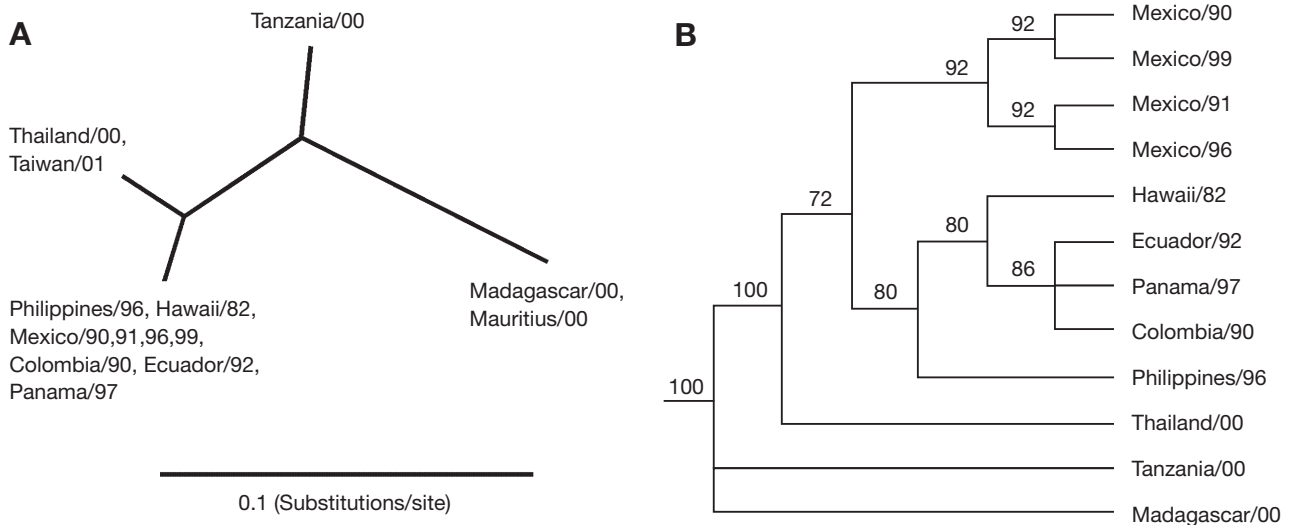 A
Tanzania/00
Thailand/00,
Taiwan/01
Philippines/96, Hawaii/82,
Mexico/90,91,96,99,
Colombia/90, Ecuador/92,
Panama/97
Madagascar/00,
Mauritius/00
0.1 (Substitutions/site)
B
92
Mexico/90
92
Mexico/99
92
Mexico/91
Mexico/96
72
80
Hawaii/82
Ecuador/92
86
Panama/97
100
80
Colombia/90
Philippines/96
100
Thailand/00
Tanzania/00
Madagascar/00